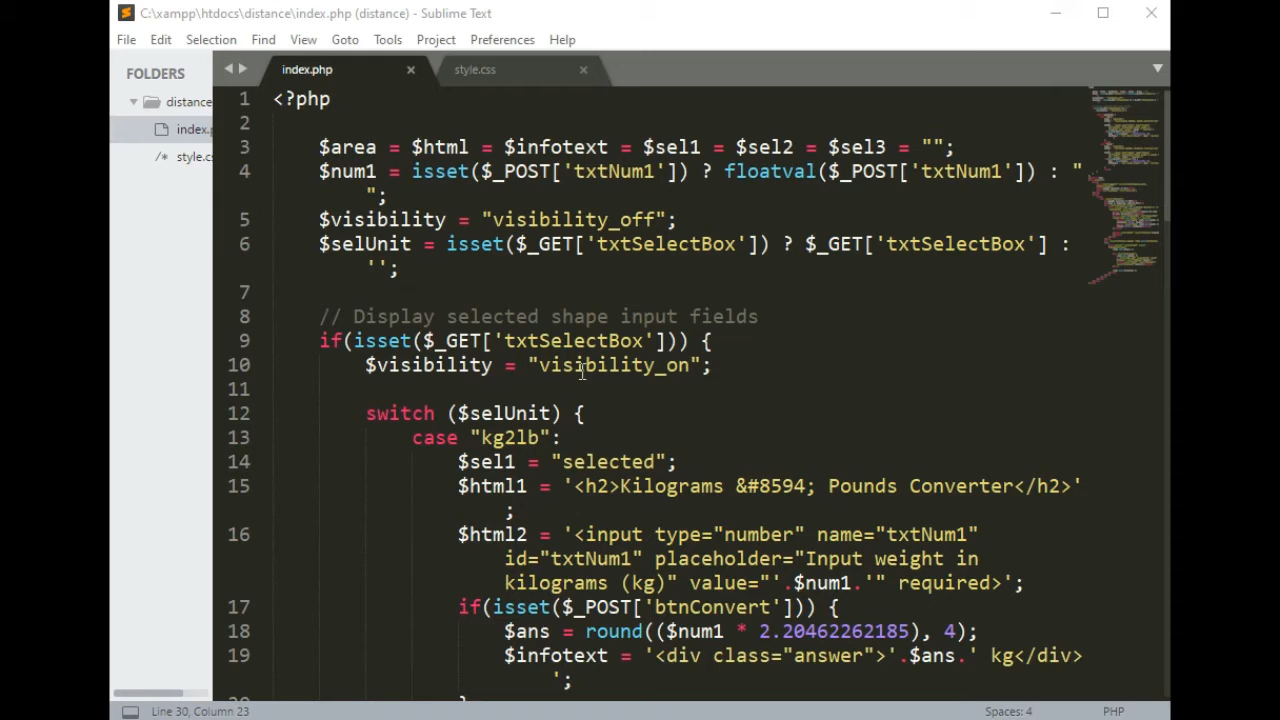 C:\xampp\htdocs\distance\index.php (distance) - Sublime Text
File Edit Selection Find View Goto Tools Project Preferences Help
FOLDERS
distance
index.p
/* style.cs
index.php × style.css ×
1 <?php
2
3 $area = $html = $infotext = $sel1 = $sel2 = $sel3 = "";
4 $num1 = isset($_POST['txtNum1']) ? floatval($_POST['txtNum1']) : "
";
5 $visibility = "visibility_off";
6 $selUnit = isset($_GET['txtSelectBox']) ? $_GET['txtSelectBox'] :
'';
7
8 // Display selected shape input fields
9 if(isset($_GET['txtSelectBox'])) {
10 $visibility = "visibility_on";
11
12 switch ($selUnit) {
13 case "kg2lb":
14 $sel1 = "selected";
15 $html1 = '<h2>Kilograms &#8594; Pounds Converter</h2>'
;
16 $html2 = '<input type="number" name="txtNum1"
id="txtNum1" placeholder="Input weight in
kilograms (kg)" value="'.$num1.'" required>';
17 if(isset($_POST['btnConvert'])) {
18 $ans = round(($num1 * 2.20462262185), 4);
19 $infotext = '<div class="answer">'.$ans.' kg</div>
';
Line 30, Column 23 Spaces: 4 PHP